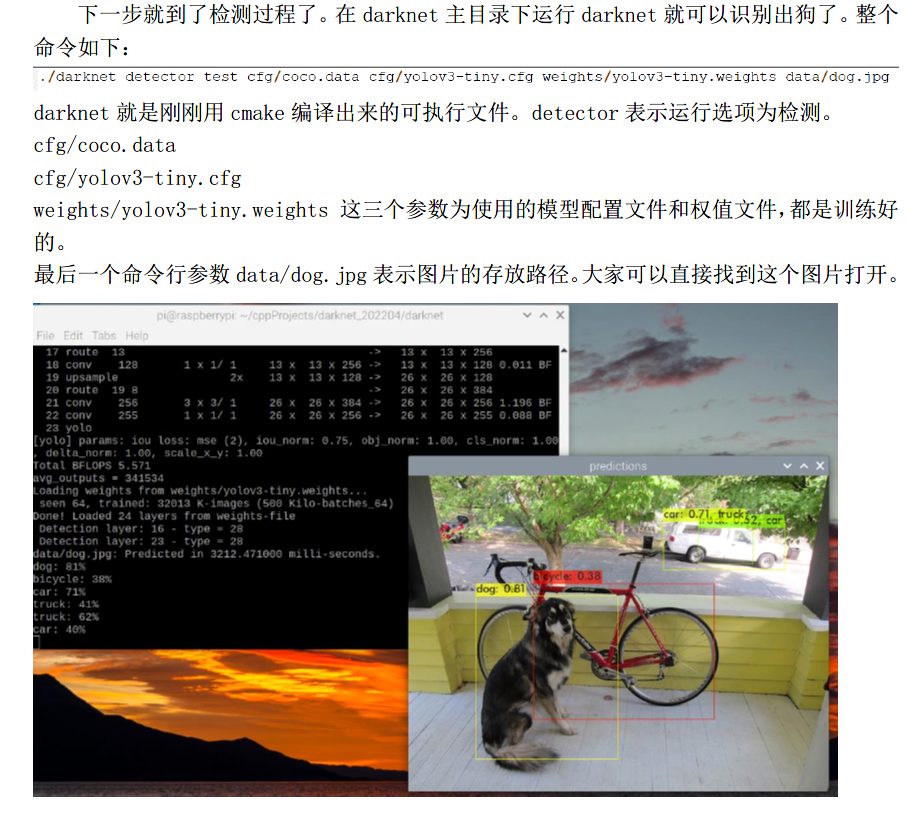 下一步就到了检测过程了。在 darknet 主目录下运行 darknet 就可以识别出狗了。整个
命令如下：
./darknet detector test cfg/coco.data cfg/yolov3-tiny.cfg weights/yolov3-tiny.weights data/dog.jpg
darknet 就是刚刚用 cmake 编译出来的可执行文件。detector 表示运行选项为检测。
cfg/coco.data
cfg/yolov3-tiny.cfg
weights/yolov3-tiny.weights 这三个参数为使用的模型配置文件和权值文件，都是训练好
的。
最后一个命令行参数 data/dog.jpg 表示图片的存放路径。大家可以直接找到这个图片打开。
pi@raspberrypi: ~/cppProjects/darknet_202204/darknet
File Edit Tabs Help
17 route 13 -> 13 x 13 x 256
18 conv 128 1 x 1/ 1 13 x 13 x 256 -> 13 x 13 x 128 0.011 BF
19 upsample 2x 13 x 13 x 128 -> 26 x 26 x 128
20 route 19 8 -> 26 x 26 x 384
21 conv 256 3 x 3/ 1 26 x 26 x 384 -> 26 x 26 x 256 1.196 BF
22 conv 255 1 x 1/ 1 26 x 26 x 256 -> 26 x 26 x 255 0.088 BF
23 yolo
[yolo] params: iou loss: mse (2), iou_norm: 0.75, obj_norm: 1.00, cls_norm: 1.00
, delta_norm: 1.00, scale_x_y: 1.00
Total BFLOPS 5.571
avg_outputs = 341534
Loading weights from weights/yolov3-tiny.weights...
seen 64, trained: 32013 K-images (500 Kilo-batches_64)
Done! Loaded 24 layers from weights-file
Detection layer: 16 - type = 28
Detection layer: 23 - type = 28
data/dog.jpg: Predicted in 3212.471000 milli-seconds.
dog: 81%
bicycle: 38%
car: 71%
truck: 41%
truck: 62%
car: 40%
predictions
car: 0.71, truck
car
bicycle: 0.38
dog: 0.81